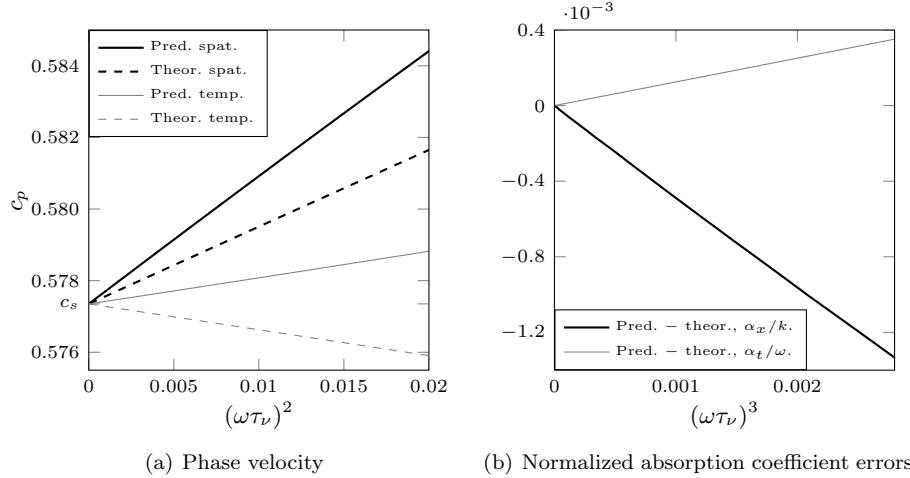 Pred. spat.
Theor. spat.
Pred. temp.
Theor. temp.
0.584
0.582
0.580
0.578
c_s
0.576
c_p
0 0.005 0.01 0.015 0.02
(ωτ_ν)^2
(a) Phase velocity
·10^−3
0.4
0
−0.4
−0.8
−1.2
Pred. − theor., α_x/k.
Pred. − theor., α_t/ω.
0 0.001 0.002
(ωτ_ν)^3
(b) Normalized absorption coefficient errors